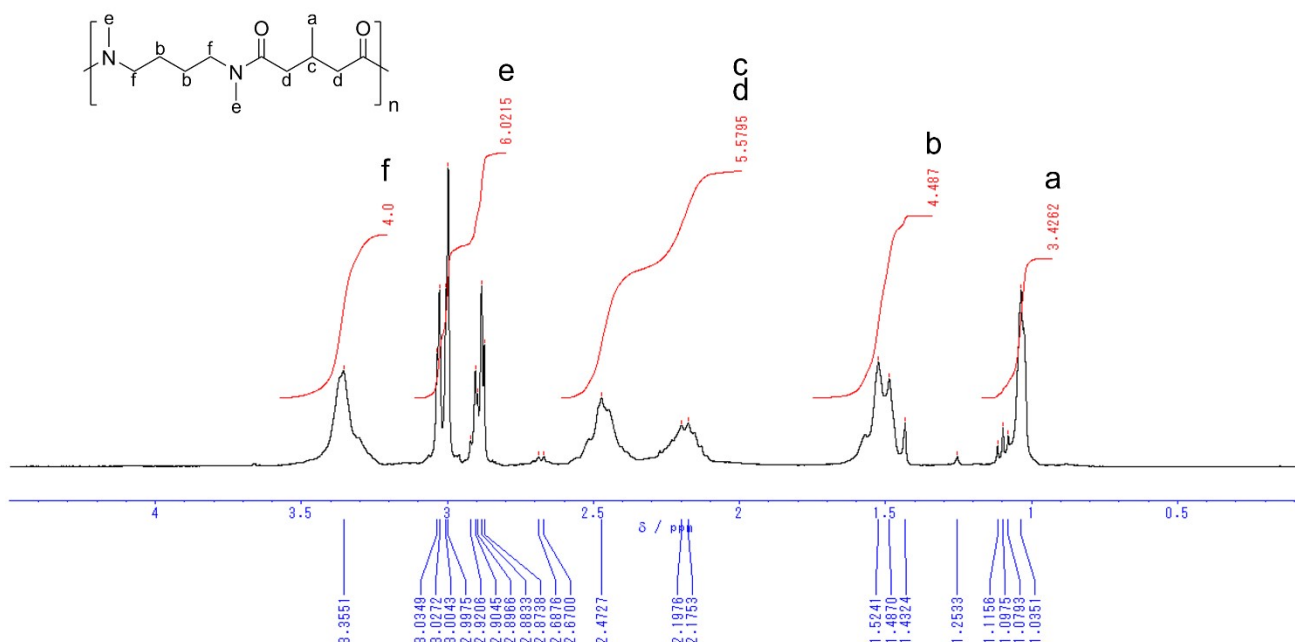 e
O
a
O
N
b
f
f
b
N
e
d
c
d
n
e
6.0215
c
d
5.5795
f
4.0
b
4.487
a
3.4262
4
3.5
3
2.5
2
1.5
1
0.5
δ / ppm
3.3551
3.0349
3.0272
3.0043
2.9975
2.9206
2.9045
2.8966
2.8833
2.8738
2.6876
2.6700
2.4727
2.1976
2.1753
1.5241
1.4870
1.4324
1.2533
1.1156
1.0975
1.0793
1.0351